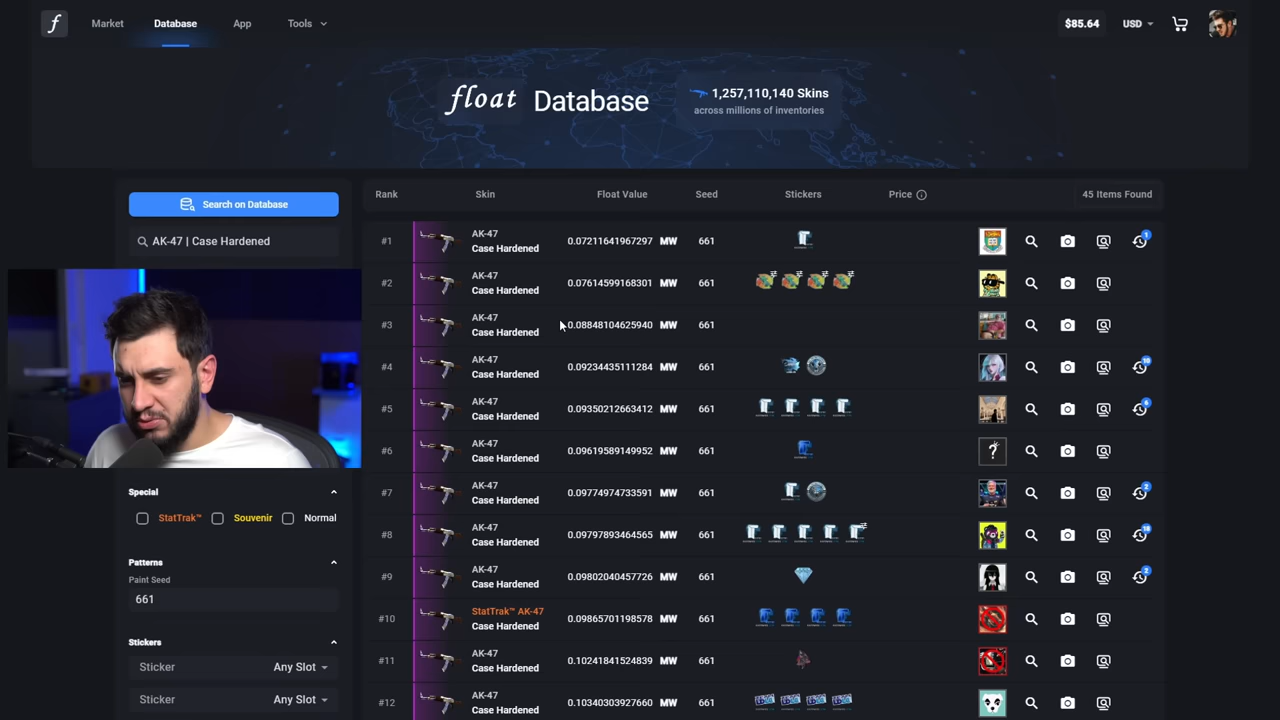 f Market Database App Tools $85.64 USD
float Database 1,257,110,140 Skins
across millions of inventories
Search on Database
AK-47 | Case Hardened
Special
StatTrak™ Souvenir Normal
Patterns
Paint Seed
661
Stickers
Sticker Any Slot
Sticker Any Slot
Rank Skin Float Value Seed Stickers Price 45 Items Found
#1 AK-47 Case Hardened 0.07211641967297 MW 661 1
#2 AK-47 Case Hardened 0.07614599168301 MW 661
#3 AK-47 Case Hardened 0.08848104625940 MW 661
#4 AK-47 Case Hardened 0.09234435111284 MW 661 10
#5 AK-47 Case Hardened 0.09350212663412 MW 661 6
#6 AK-47 Case Hardened 0.09619589149952 MW 661 ?
#7 AK-47 Case Hardened 0.09774974733591 MW 661 2
#8 AK-47 Case Hardened 0.09797893464565 MW 661 18
#9 AK-47 Case Hardened 0.09802040457726 MW 661 2
#10 StatTrak™ AK-47 Case Hardened 0.09865701198578 MW 661
#11 AK-47 Case Hardened 0.10241841524839 MW 661
#12 AK-47 Case Hardened 0.10340303927660 MW 661